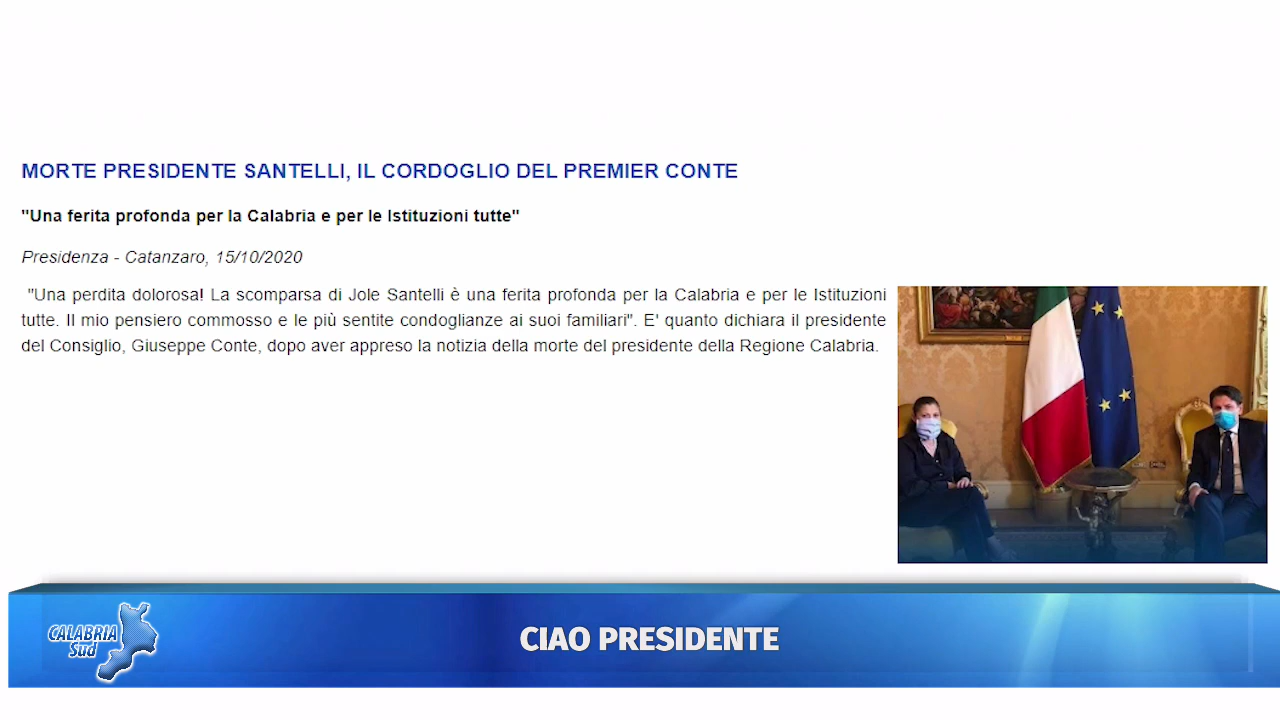 MORTE PRESIDENTE SANTELLI, IL CORDOGLIO DEL PREMIER CONTE
"Una ferita profonda per la Calabria e per le Istituzioni tutte"
Presidenza - Catanzaro, 15/10/2020
"Una perdita dolorosa! La scomparsa di Jole Santelli è una ferita profonda per la Calabria e per le Istituzioni
tutte. Il mio pensiero commosso e le più sentite condoglianze ai suoi familiari". E' quanto dichiara il presidente
del Consiglio, Giuseppe Conte, dopo aver appreso la notizia della morte del presidente della Regione Calabria.
CALABRIA
Sud
CIAO PRESIDENTE